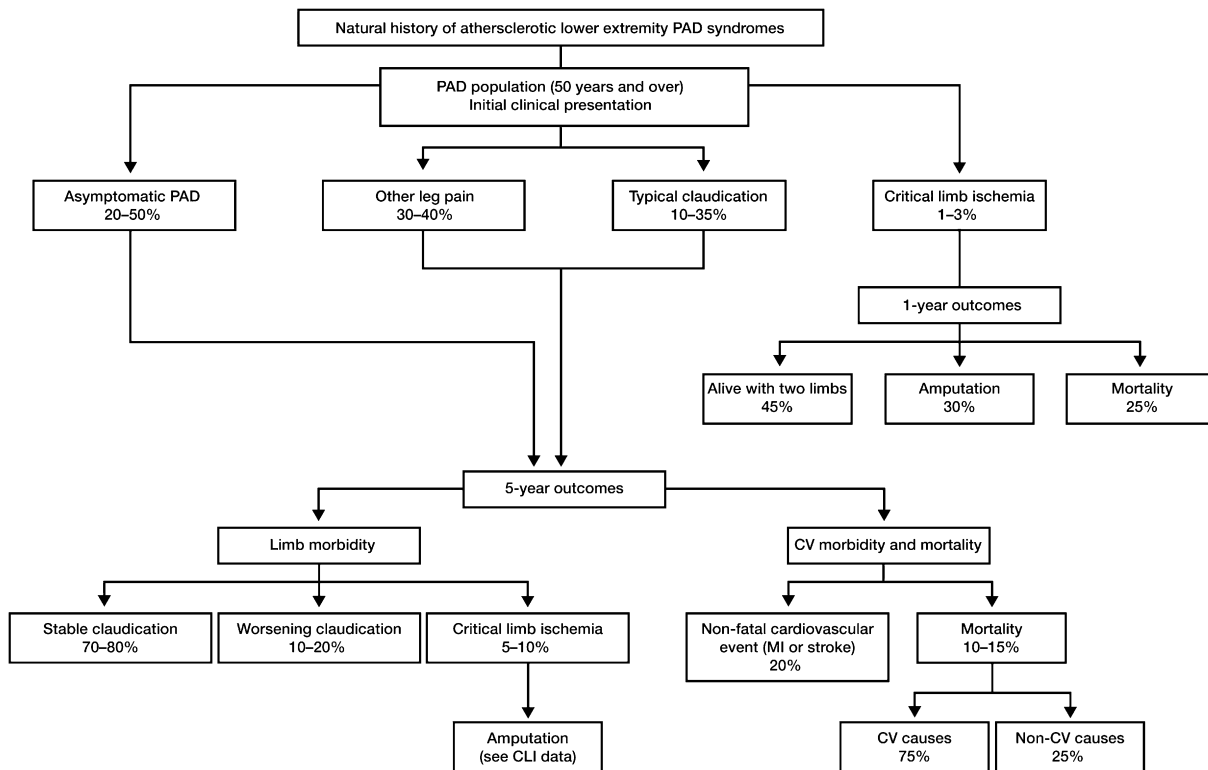 Natural history of athersclerotic lower extremity PAD syndromes
PAD population (50 years and over)
Initial clinical presentation
Asymptomatic PAD
20–50%
Other leg pain
30–40%
Typical claudication
10–35%
Critical limb ischemia
1–3%
1-year outcomes
Alive with two limbs
45%
Amputation
30%
Mortality
25%
5-year outcomes
Limb morbidity
CV morbidity and mortality
Stable claudication
70–80%
Worsening claudication
10–20%
Critical limb ischemia
5–10%
Non-fatal cardiovascular
event (MI or stroke)
20%
Mortality
10–15%
Amputation
(see CLI data)
CV causes
75%
Non-CV causes
25%